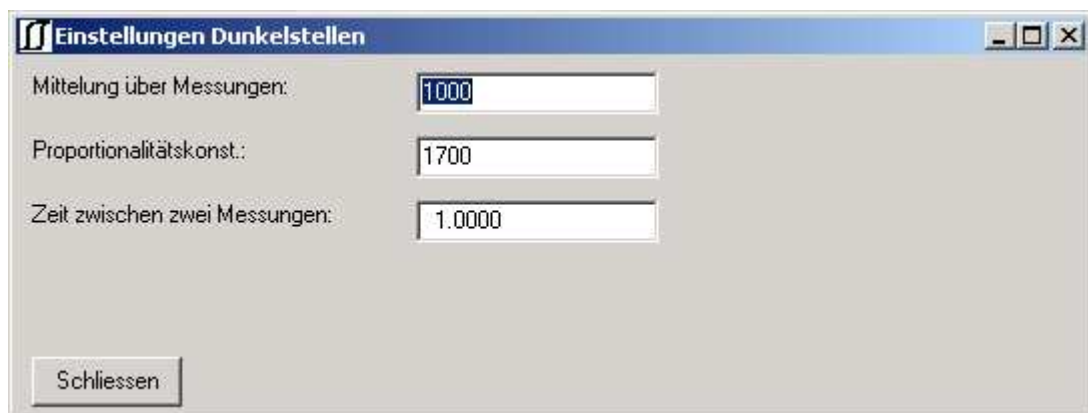 Einstellungen Dunkelstellen
Mittelung über Messungen: 1000
Proportionalitätskonst.: 1700
Zeit zwischen zwei Messungen: 1.0000
Schliessen